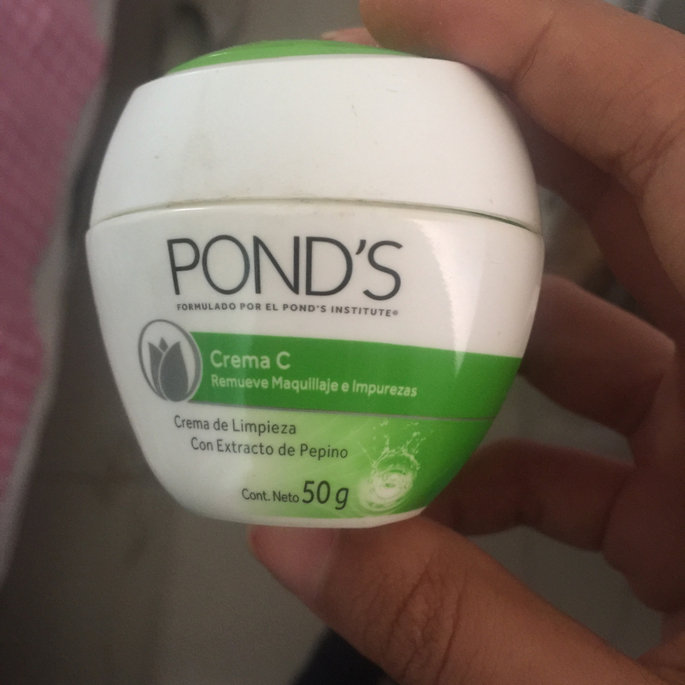 POND'S
FORMULADO POR EL POND'S INSTITUTE®
Crema C
Remueve Maquillaje e Impurezas
Crema de Limpieza
Con Extracto de Pepino
Cont. Neto 50 g